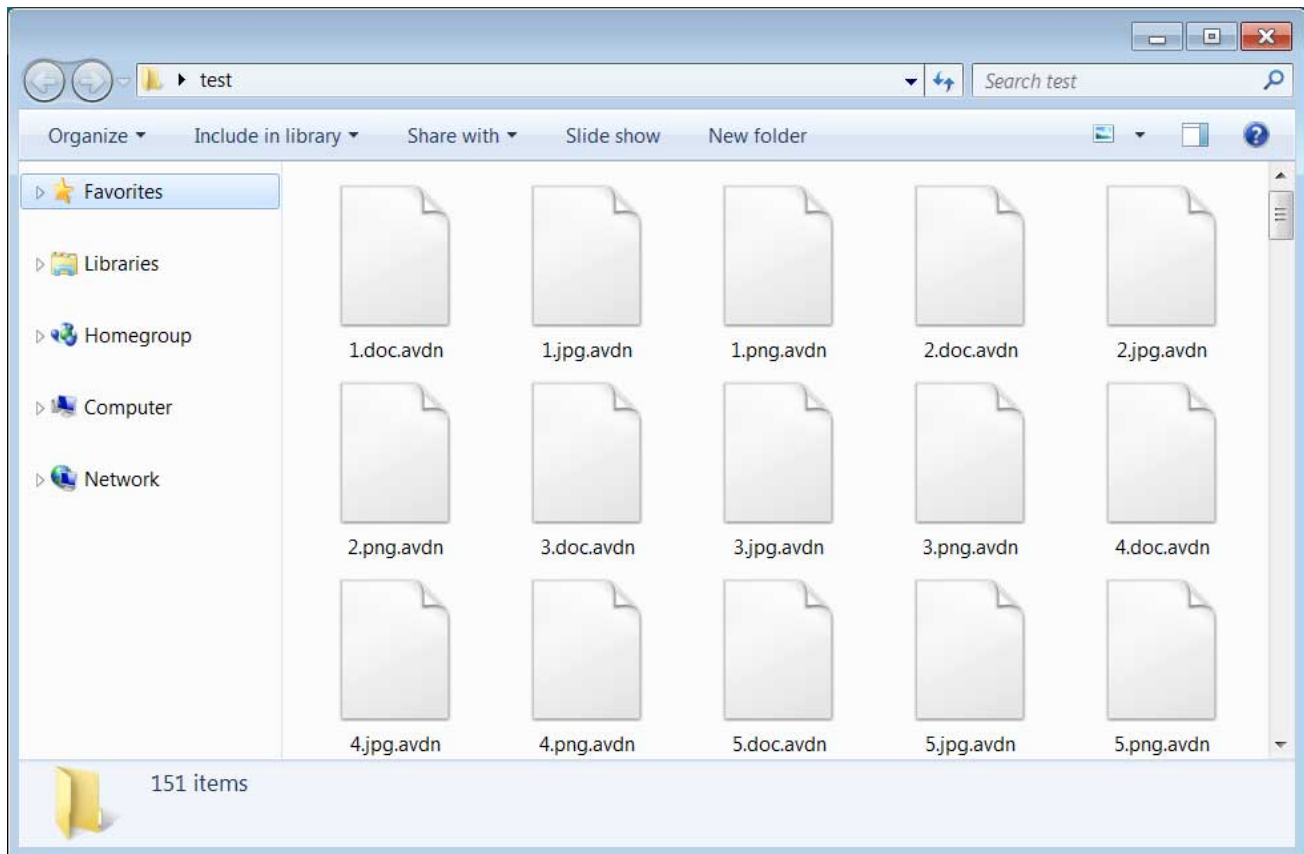 test
Search test
Organize Include in library Share with Slide show New folder
Favorites
Libraries
Homegroup
Computer
Network
1.doc.avdn 1.jpg.avdn 1.png.avdn 2.doc.avdn 2.jpg.avdn
2.png.avdn 3.doc.avdn 3.jpg.avdn 3.png.avdn 4.doc.avdn
4.jpg.avdn 4.png.avdn 5.doc.avdn 5.jpg.avdn 5.png.avdn
151 items